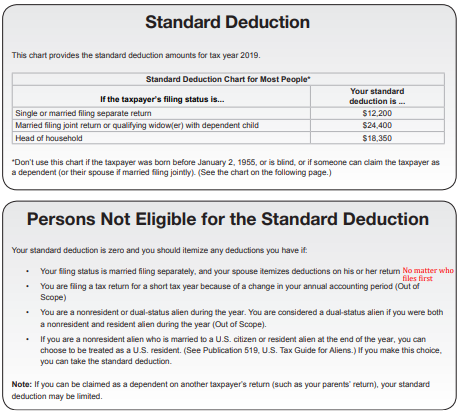 Standard Deduction
This chart provides the standard deduction amounts for tax year 2019.
Standard Deduction Chart for Most People*
If the taxpayer's filing status is... Your standard deduction is ...
Single or married filing separate return $12,200
Married filing joint return or qualifying widow(er) with dependent child $24,400
Head of household $18,350
*Don't use this chart if the taxpayer was born before January 2, 1955, or is blind, or if someone can claim the taxpayer as
a dependent (or their spouse if married filing jointly). (See the chart on the following page.)
Persons Not Eligible for the Standard Deduction
Your standard deduction is zero and you should itemize any deductions you have if:
• Your filing status is married filing separately, and your spouse itemizes deductions on his or her return No matter who
files first
• You are filing a tax return for a short tax year because of a change in your annual accounting period (Out of
Scope)
• You are a nonresident or dual-status alien during the year. You are considered a dual-status alien if you were both
a nonresident and resident alien during the year (Out of Scope).
• If you are a nonresident alien who is married to a U.S. citizen or resident alien at the end of the year, you can
choose to be treated as a U.S. resident. (See Publication 519, U.S. Tax Guide for Aliens.) If you make this choice,
you can take the standard deduction.
Note: If you can be claimed as a dependent on another taxpayer's return (such as your parents' return), your standard
deduction may be limited.